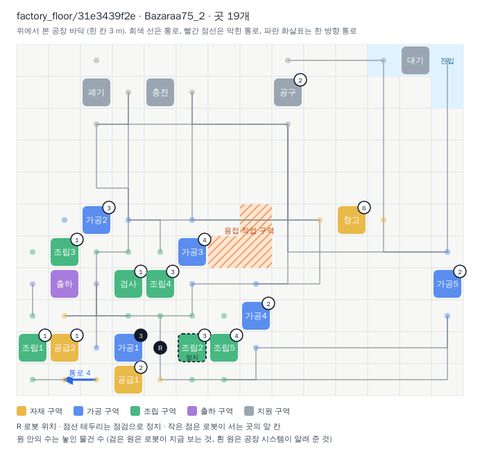 factory_floor/31e3439f2e · Bazaraa75_2 · 곳 19개
위에서 본 공장 바닥 (한 칸 3 m). 회색 선은 통로, 빨간 점선은 막힌 통로, 파란 화살표는 한 방향 통로
대기
진입
폐기
충전
공구
2
가공2
3
창고
6
용접 작업 구역
조립3
1
가공3
4
출하
검사
1
조립4
3
가공5
2
가공4
2
조립1
1
공급2
1
가공1
3
R
조립2
3
정지
조립5
4
통로 4
공급1
2
자재 구역
가공 구역
조립 구역
출하 구역
지원 구역
R 로봇 위치 · 점선 테두리는 점검으로 정지 · 작은 점은 로봇이 서는 곳의 앞 칸
원 안의 수는 놓인 물건 수 (검은 원은 로봇이 지금 보는 것, 흰 원은 공장 시스템이 알려 준 것)